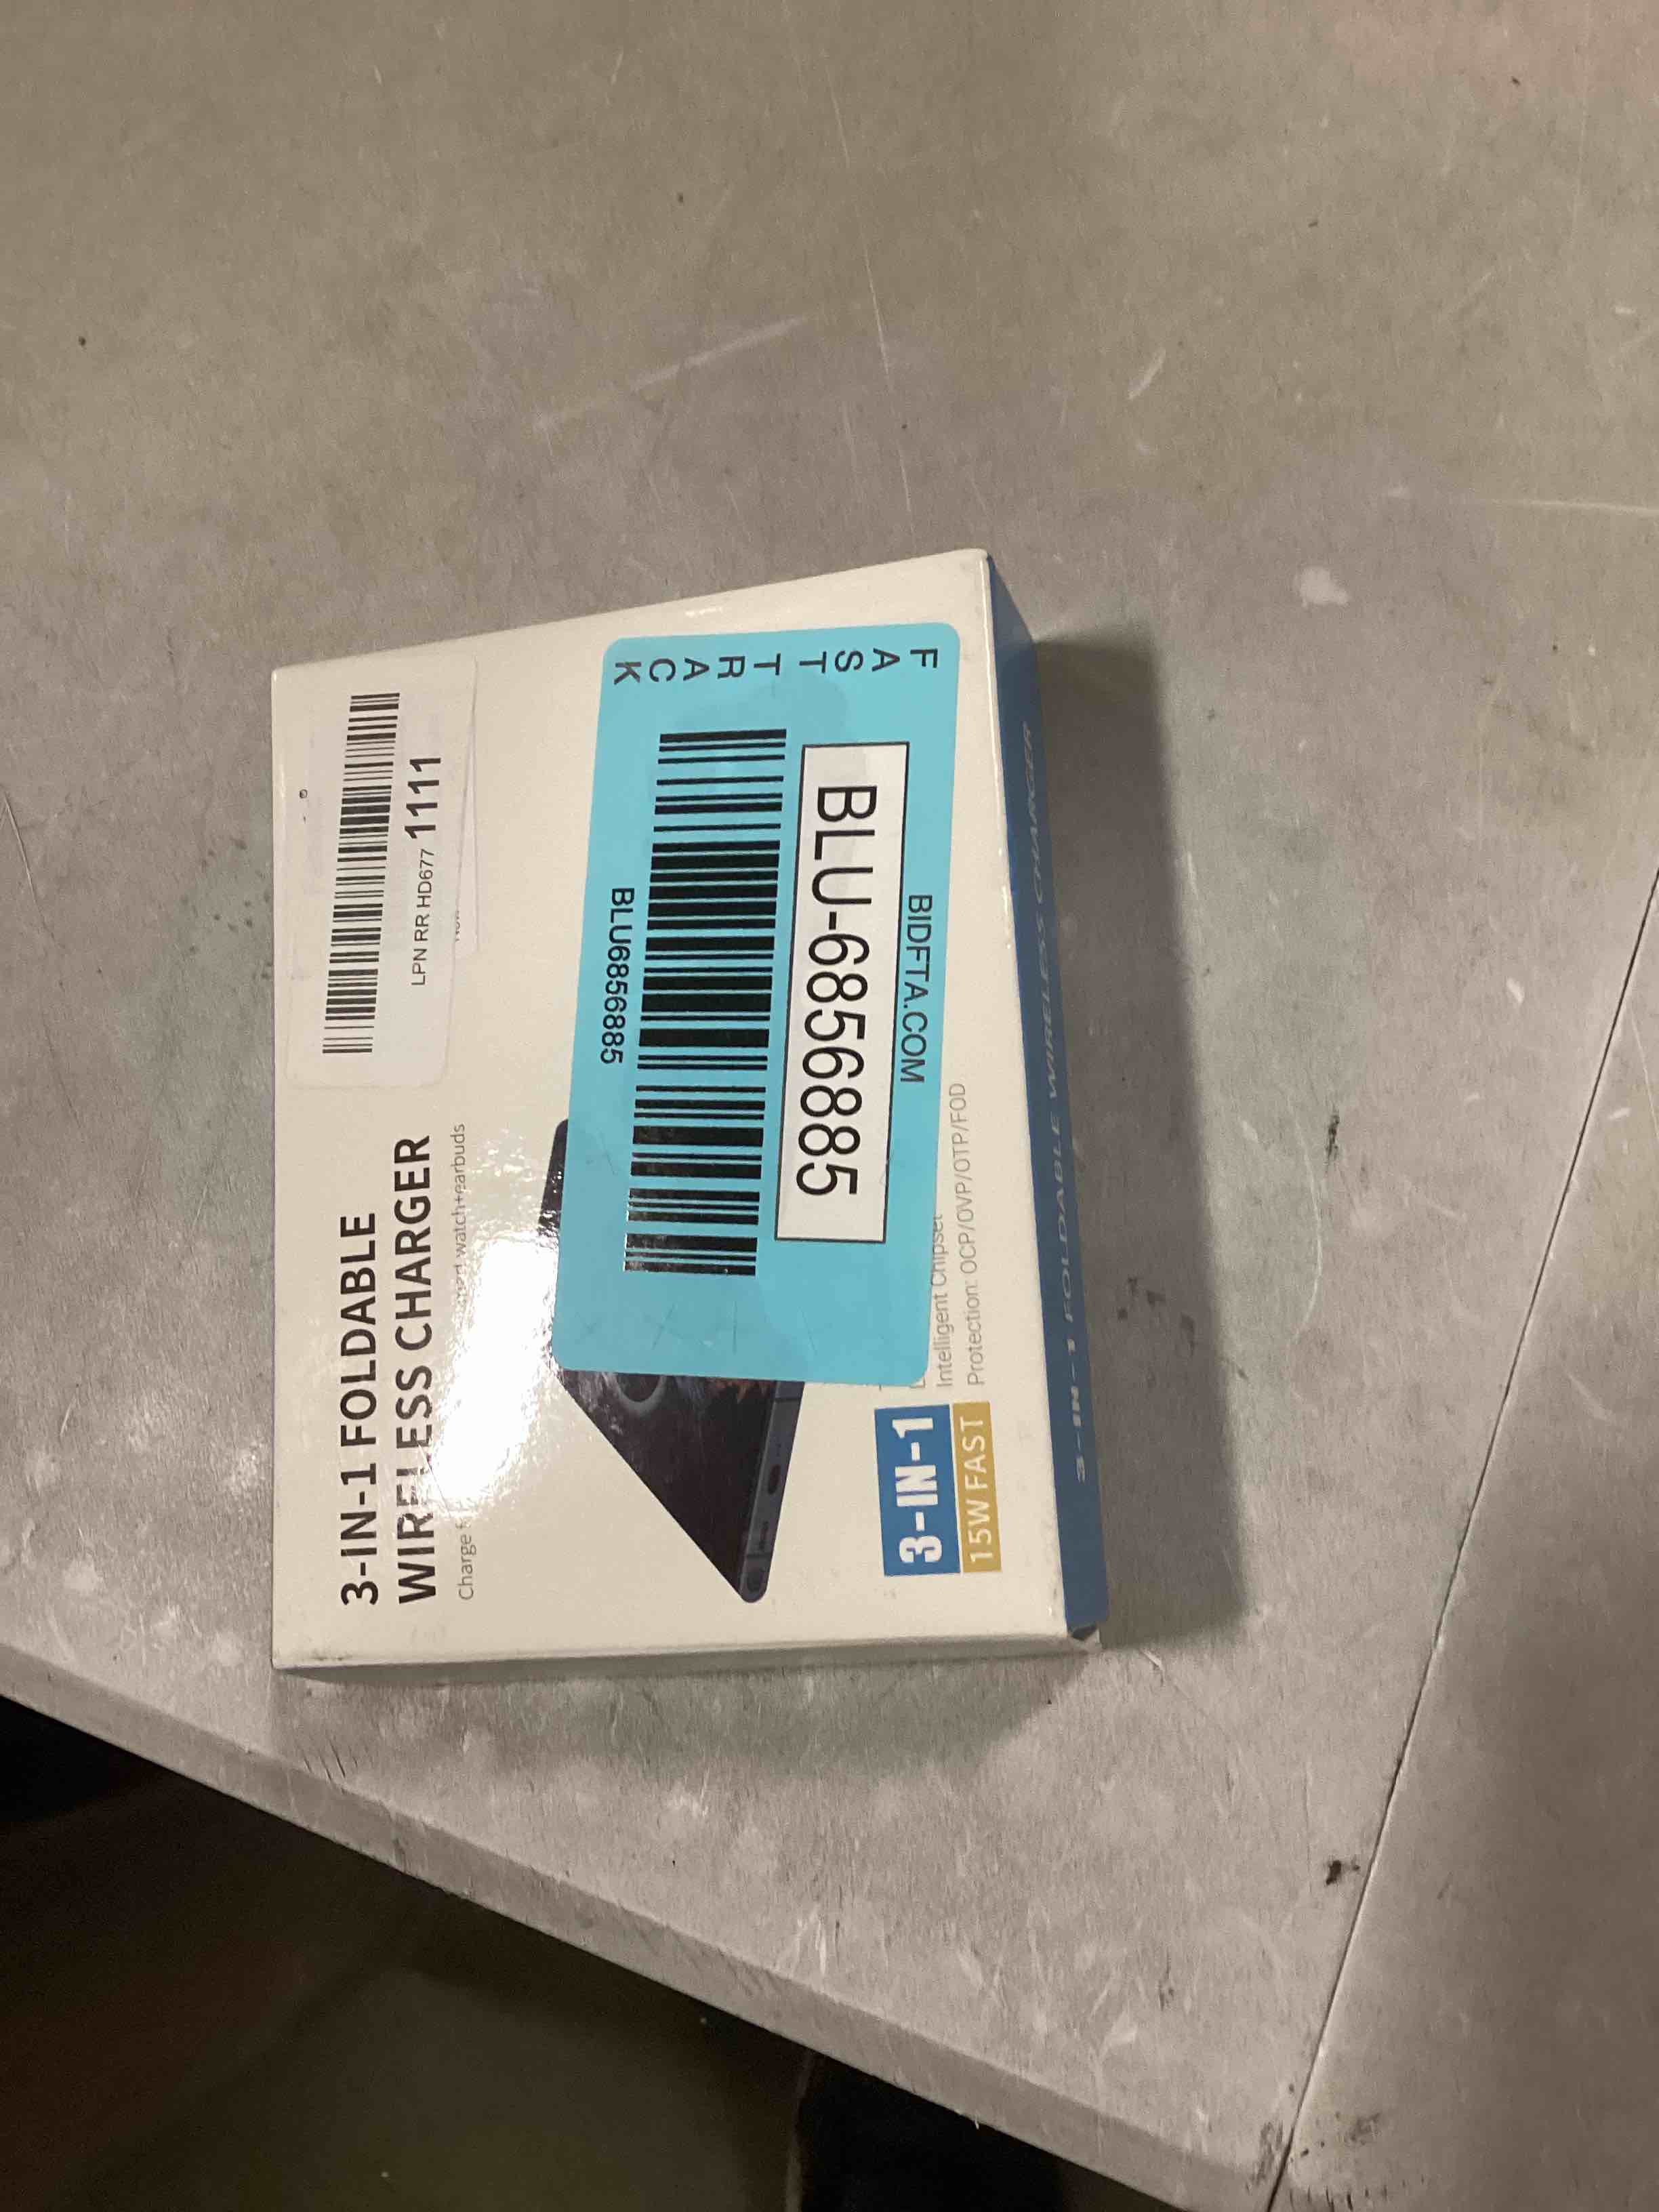 3-IN-1 FOLDABLE
WIRELESS CHARGER
Charge
watch+earbuds
LPN RR HD677 1111
FAST TRACK
BIDFTA.COM
BLU-6856885
BLU6856885
3-IN-1
15W FAST
Intelligent Chipset
Protection: OCP/OVP/OTP/FOD
3-IN-1 FOLDABLE WIRELESS CHARGER